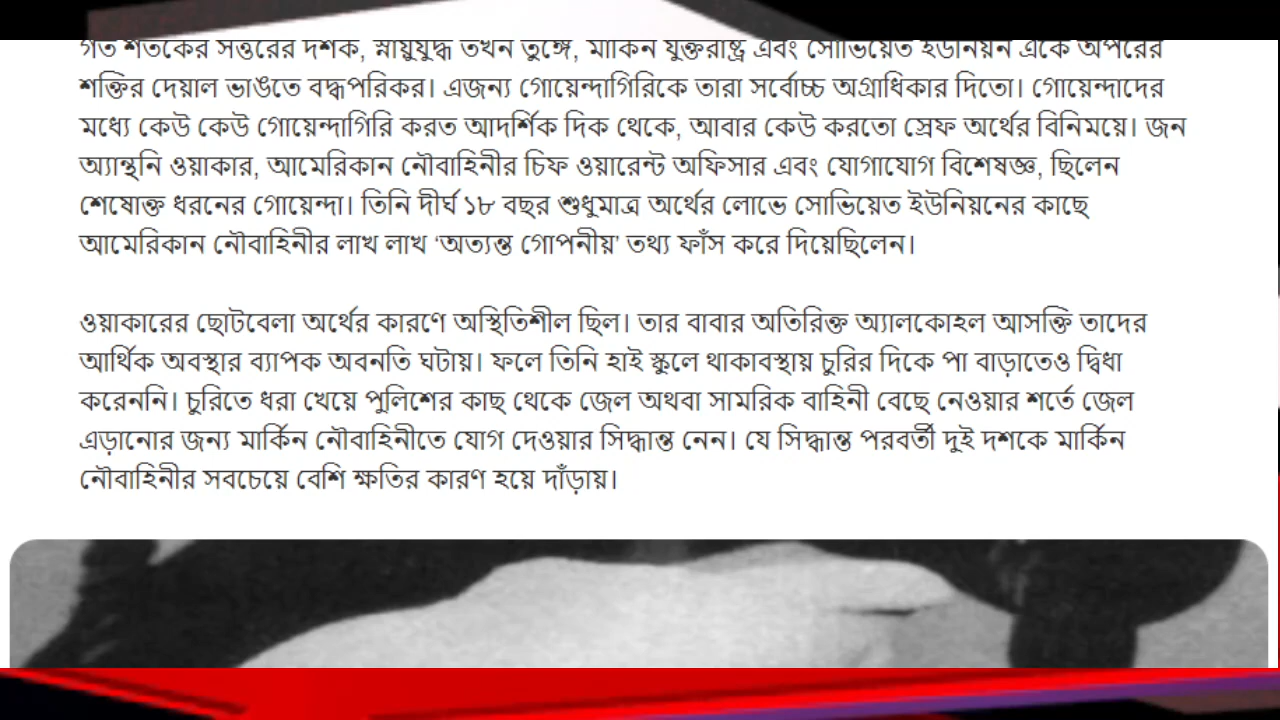 গত শতকের সত্তরের দশক, স্নায়ুযুদ্ধ তখন তুঙ্গে, মার্কিন যুক্তরাষ্ট্র এবং সোভিয়েত ইউনিয়ন একে অপরের
শক্তির দেয়াল ভাঙতে বদ্ধপরিকর। এজন্য গোয়েন্দাগিরিকে তারা সর্বোচ্চ অগ্রাধিকার দিতো। গোয়েন্দাদের
মধ্যে কেউ কেউ গোয়েন্দাগিরি করত আদর্শিক দিক থেকে, আবার কেউ করতো স্রেফ অর্থের বিনিময়ে। জন
অ্যান্থনি ওয়াকার, আমেরিকান নৌবাহিনীর চিফ ওয়ারেন্ট অফিসার এবং যোগাযোগ বিশেষজ্ঞ, ছিলেন
শেষোক্ত ধরনের গোয়েন্দা। তিনি দীর্ঘ ১৮ বছর শুধুমাত্র অর্থের লোভে সোভিয়েত ইউনিয়নের কাছে
আমেরিকান নৌবাহিনীর লাখ লাখ ‘অত্যন্ত গোপনীয়’ তথ্য ফাঁস করে দিয়েছিলেন।
ওয়াকারের ছোটবেলা অর্থের কারণে অস্থিতিশীল ছিল। তার বাবার অতিরিক্ত অ্যালকোহল আসক্তি তাদের
আর্থিক অবস্থার ব্যাপক অবনতি ঘটায়। ফলে তিনি হাই স্কুলে থাকাবস্থায় চুরির দিকে পা বাড়াতেও দ্বিধা
করেননি। চুরিতে ধরা খেয়ে পুলিশের কাছ থেকে জেল অথবা সামরিক বাহিনী বেছে নেওয়ার শর্তে জেল
এড়ানোর জন্য মার্কিন নৌবাহিনীতে যোগ দেওয়ার সিদ্ধান্ত নেন। যে সিদ্ধান্ত পরবর্তী দুই দশকে মার্কিন
নৌবাহিনীর সবচেয়ে বেশি ক্ষতির কারণ হয়ে দাঁড়ায়।